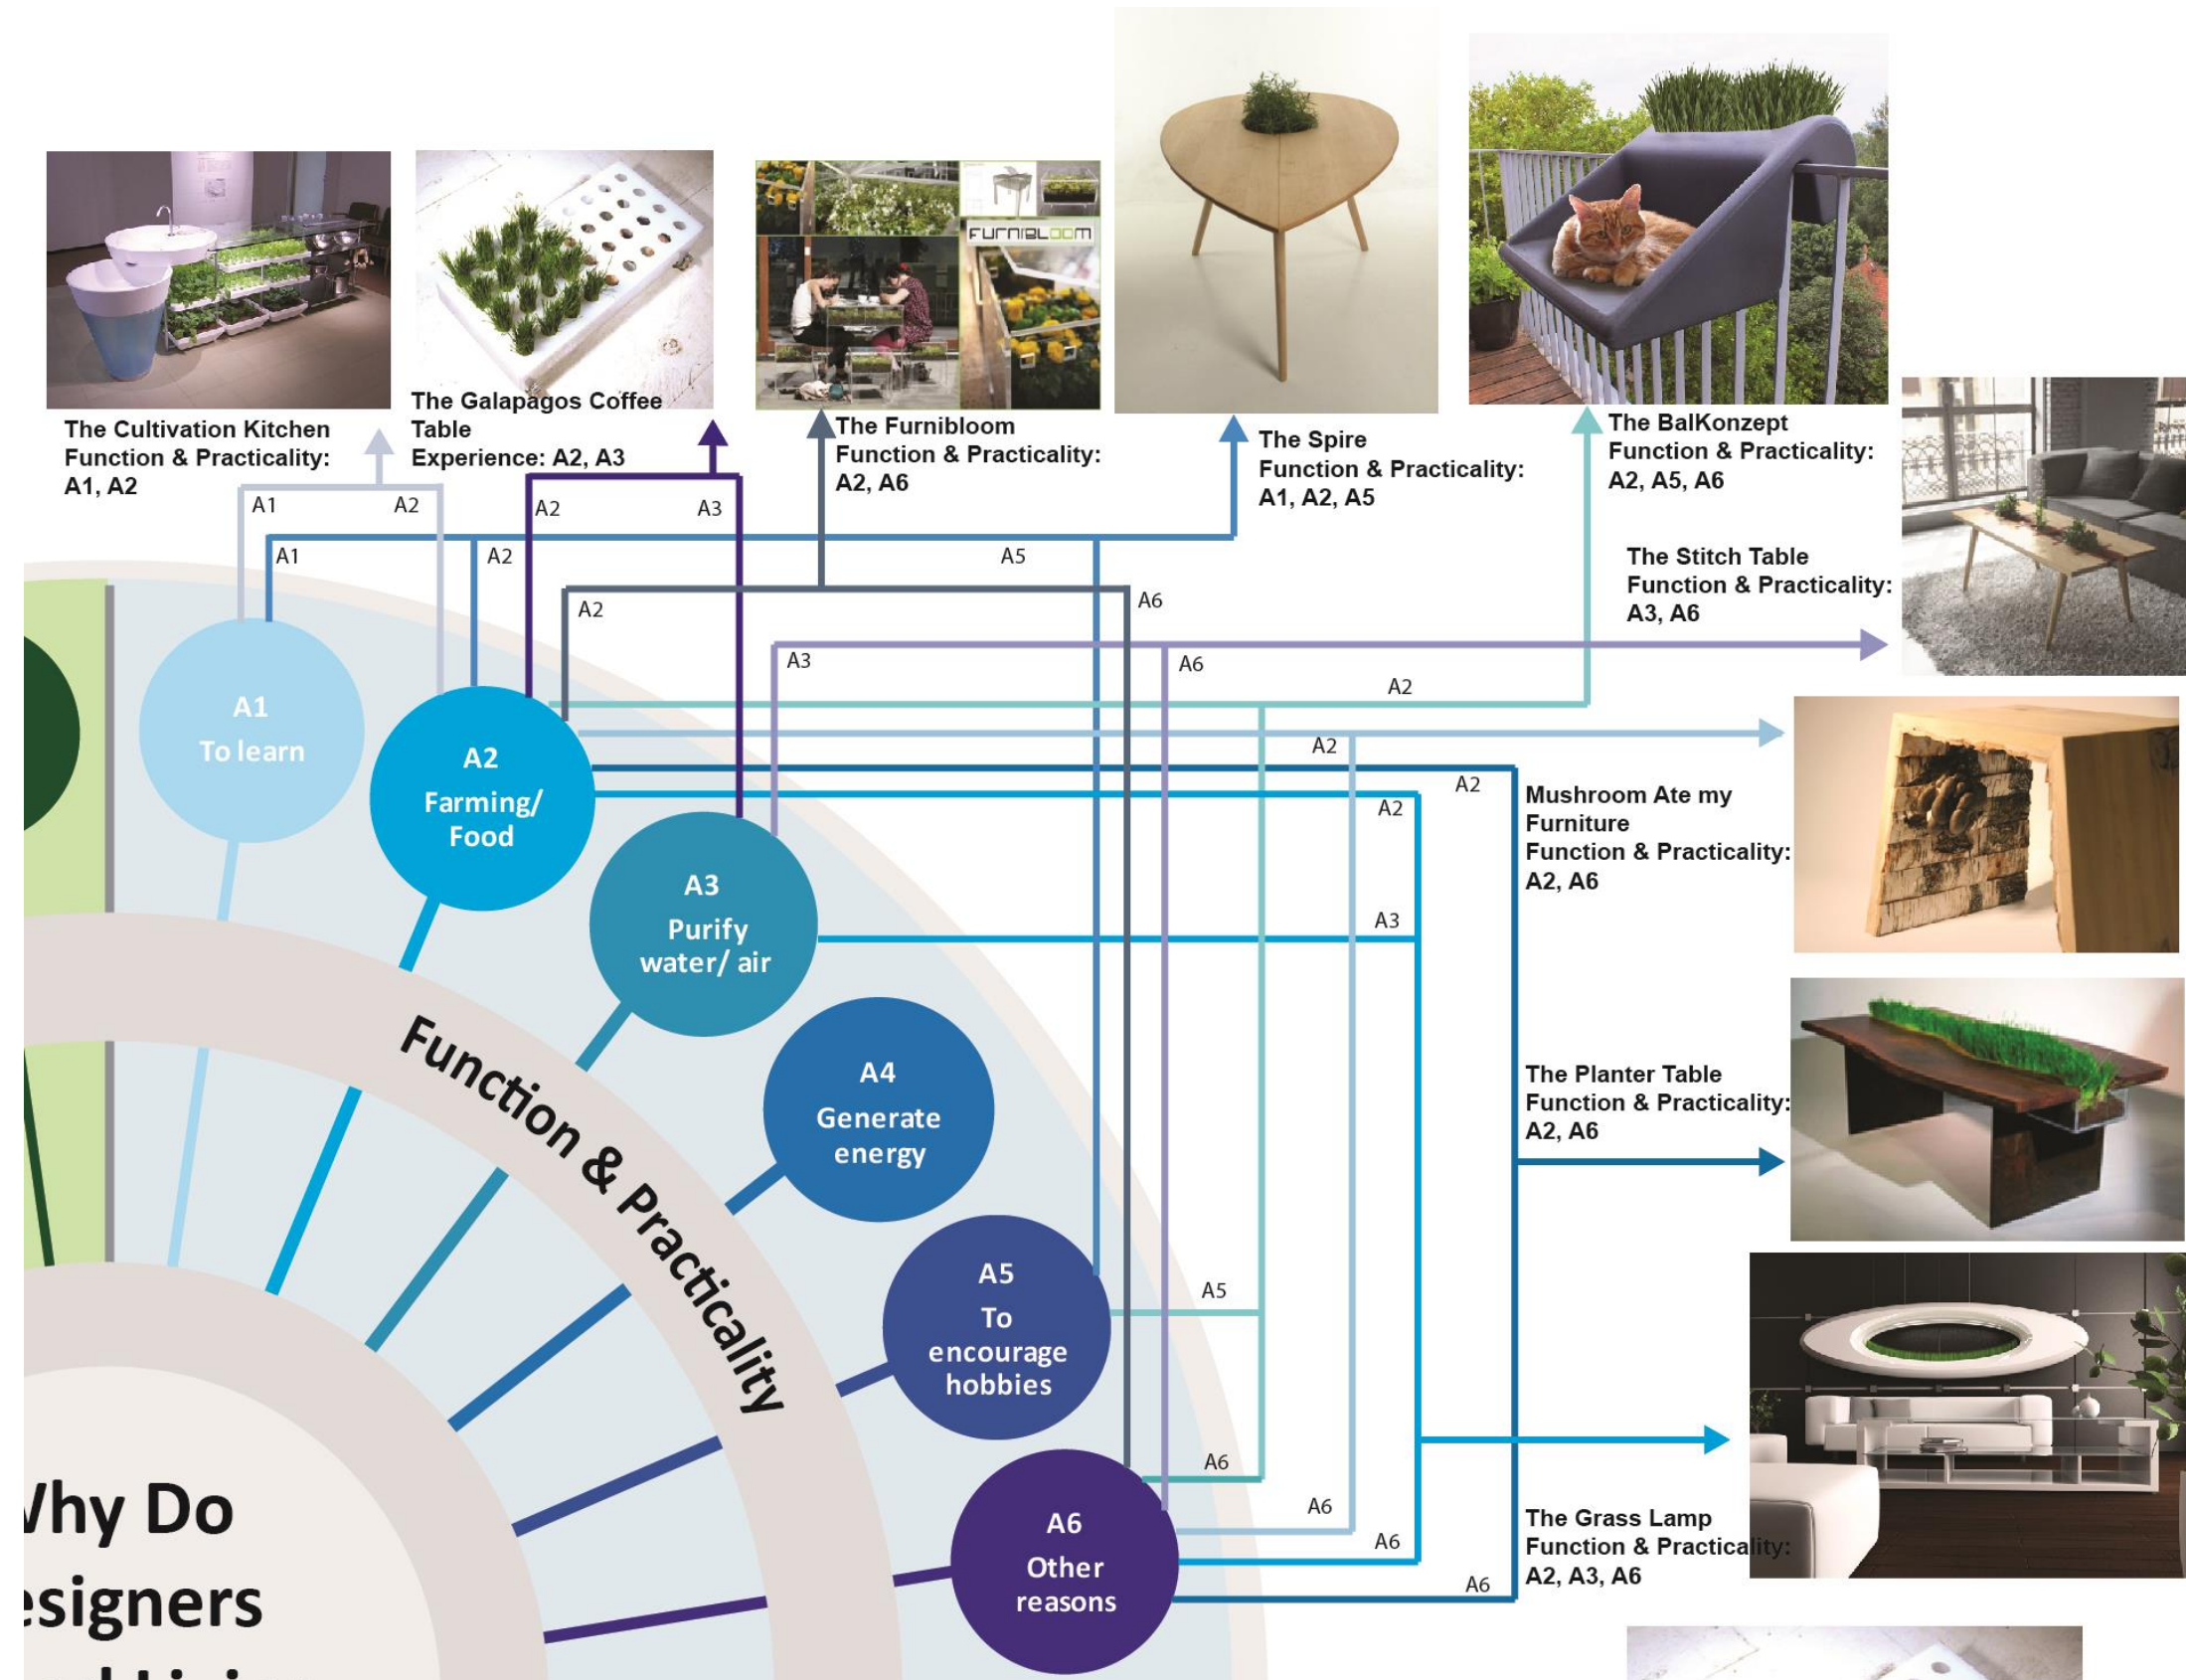 FURNIBLOOM
The Cultivation Kitchen
Function & Practicality:
A1, A2
The Galapagos Coffee
Table
Experience: A2, A3
The Furnibloom
Function & Practicality:
A2, A6
The Spire
Function & Practicality:
A1, A2, A5
The BalKonzept
Function & Practicality:
A2, A5, A6
The Stitch Table
Function & Practicality:
A3, A6
A1
A2
A2
A3
A1
A2
A5
A2
A6
A3
A6
A2
A2
A2
A2
A3
A5
A6
A6
A6
A6
Mushroom Ate my
Furniture
Function & Practicality:
A2, A6
The Planter Table
Function & Practicality:
A2, A6
The Grass Lamp
Function & Practicality:
A2, A3, A6
A1
To learn
A2
Farming/
Food
A3
Purify
water/ air
A4
Generate
energy
A5
To
encourage
hobbies
A6
Other
reasons
Function & Practicality
Why Do
esigners